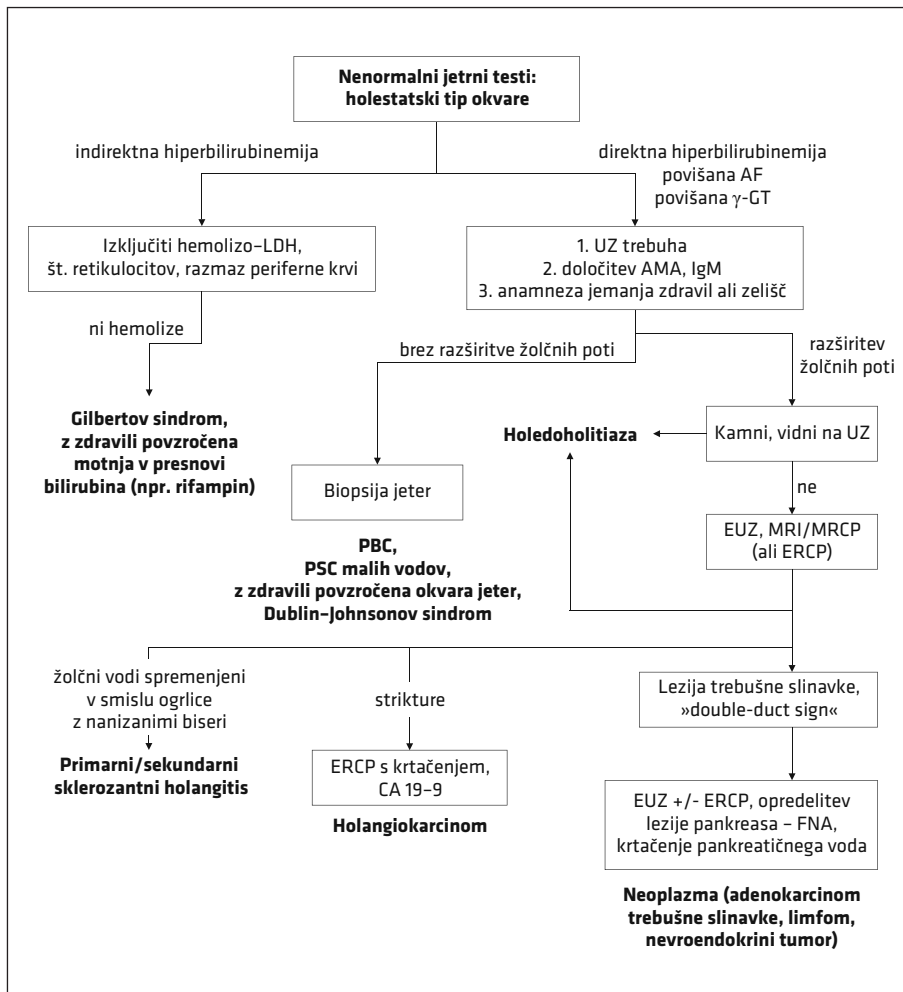 Nenormalni jetrni testi:
holestatski tip okvare
indirektna hiperbilirubinemija
direktna hiperbilirubinemija
povišana AF
povišana γ-GT
Izključiti hemolizo–LDH,
št. retikulocitov, razmaz periferne krvi
1. UZ trebuha
2. določitev AMA, IgM
3. anamneza jemanja zdravil ali zelišč
ni hemolize
brez razširitve žolčnih poti
razširitev
žolčnih poti
Gilbertov sindrom,
z zdravili povzročena
motnja v presnovi
bilirubina (npr. rifampin)
Holedoholitiaza
Kamni, vidni na UZ
Biopsija jeter
ne
EUZ, MRI/MRCP
(ali ERCP)
PBC,
PSC malih vodov,
z zdravili povzročena okvara jeter,
Dublin–Johnsonov sindrom
žolčni vodi spremenjeni
v smislu ogrlice
z nanizanimi biseri
strikture
Lezija trebušne slinavke,
»double-duct sign«
Primarni/sekundarni
sklerozantni holangitis
ERCP s krtačenjem,
CA 19–9
Holangiokarcinom
EUZ +/- ERCP, opredelitev
lezije pankreasa – FNA,
krtačenje pankreatičnega voda
Neoplazma (adenokarcinom
trebušne slinavke, limfom,
nevroendokrini tumor)